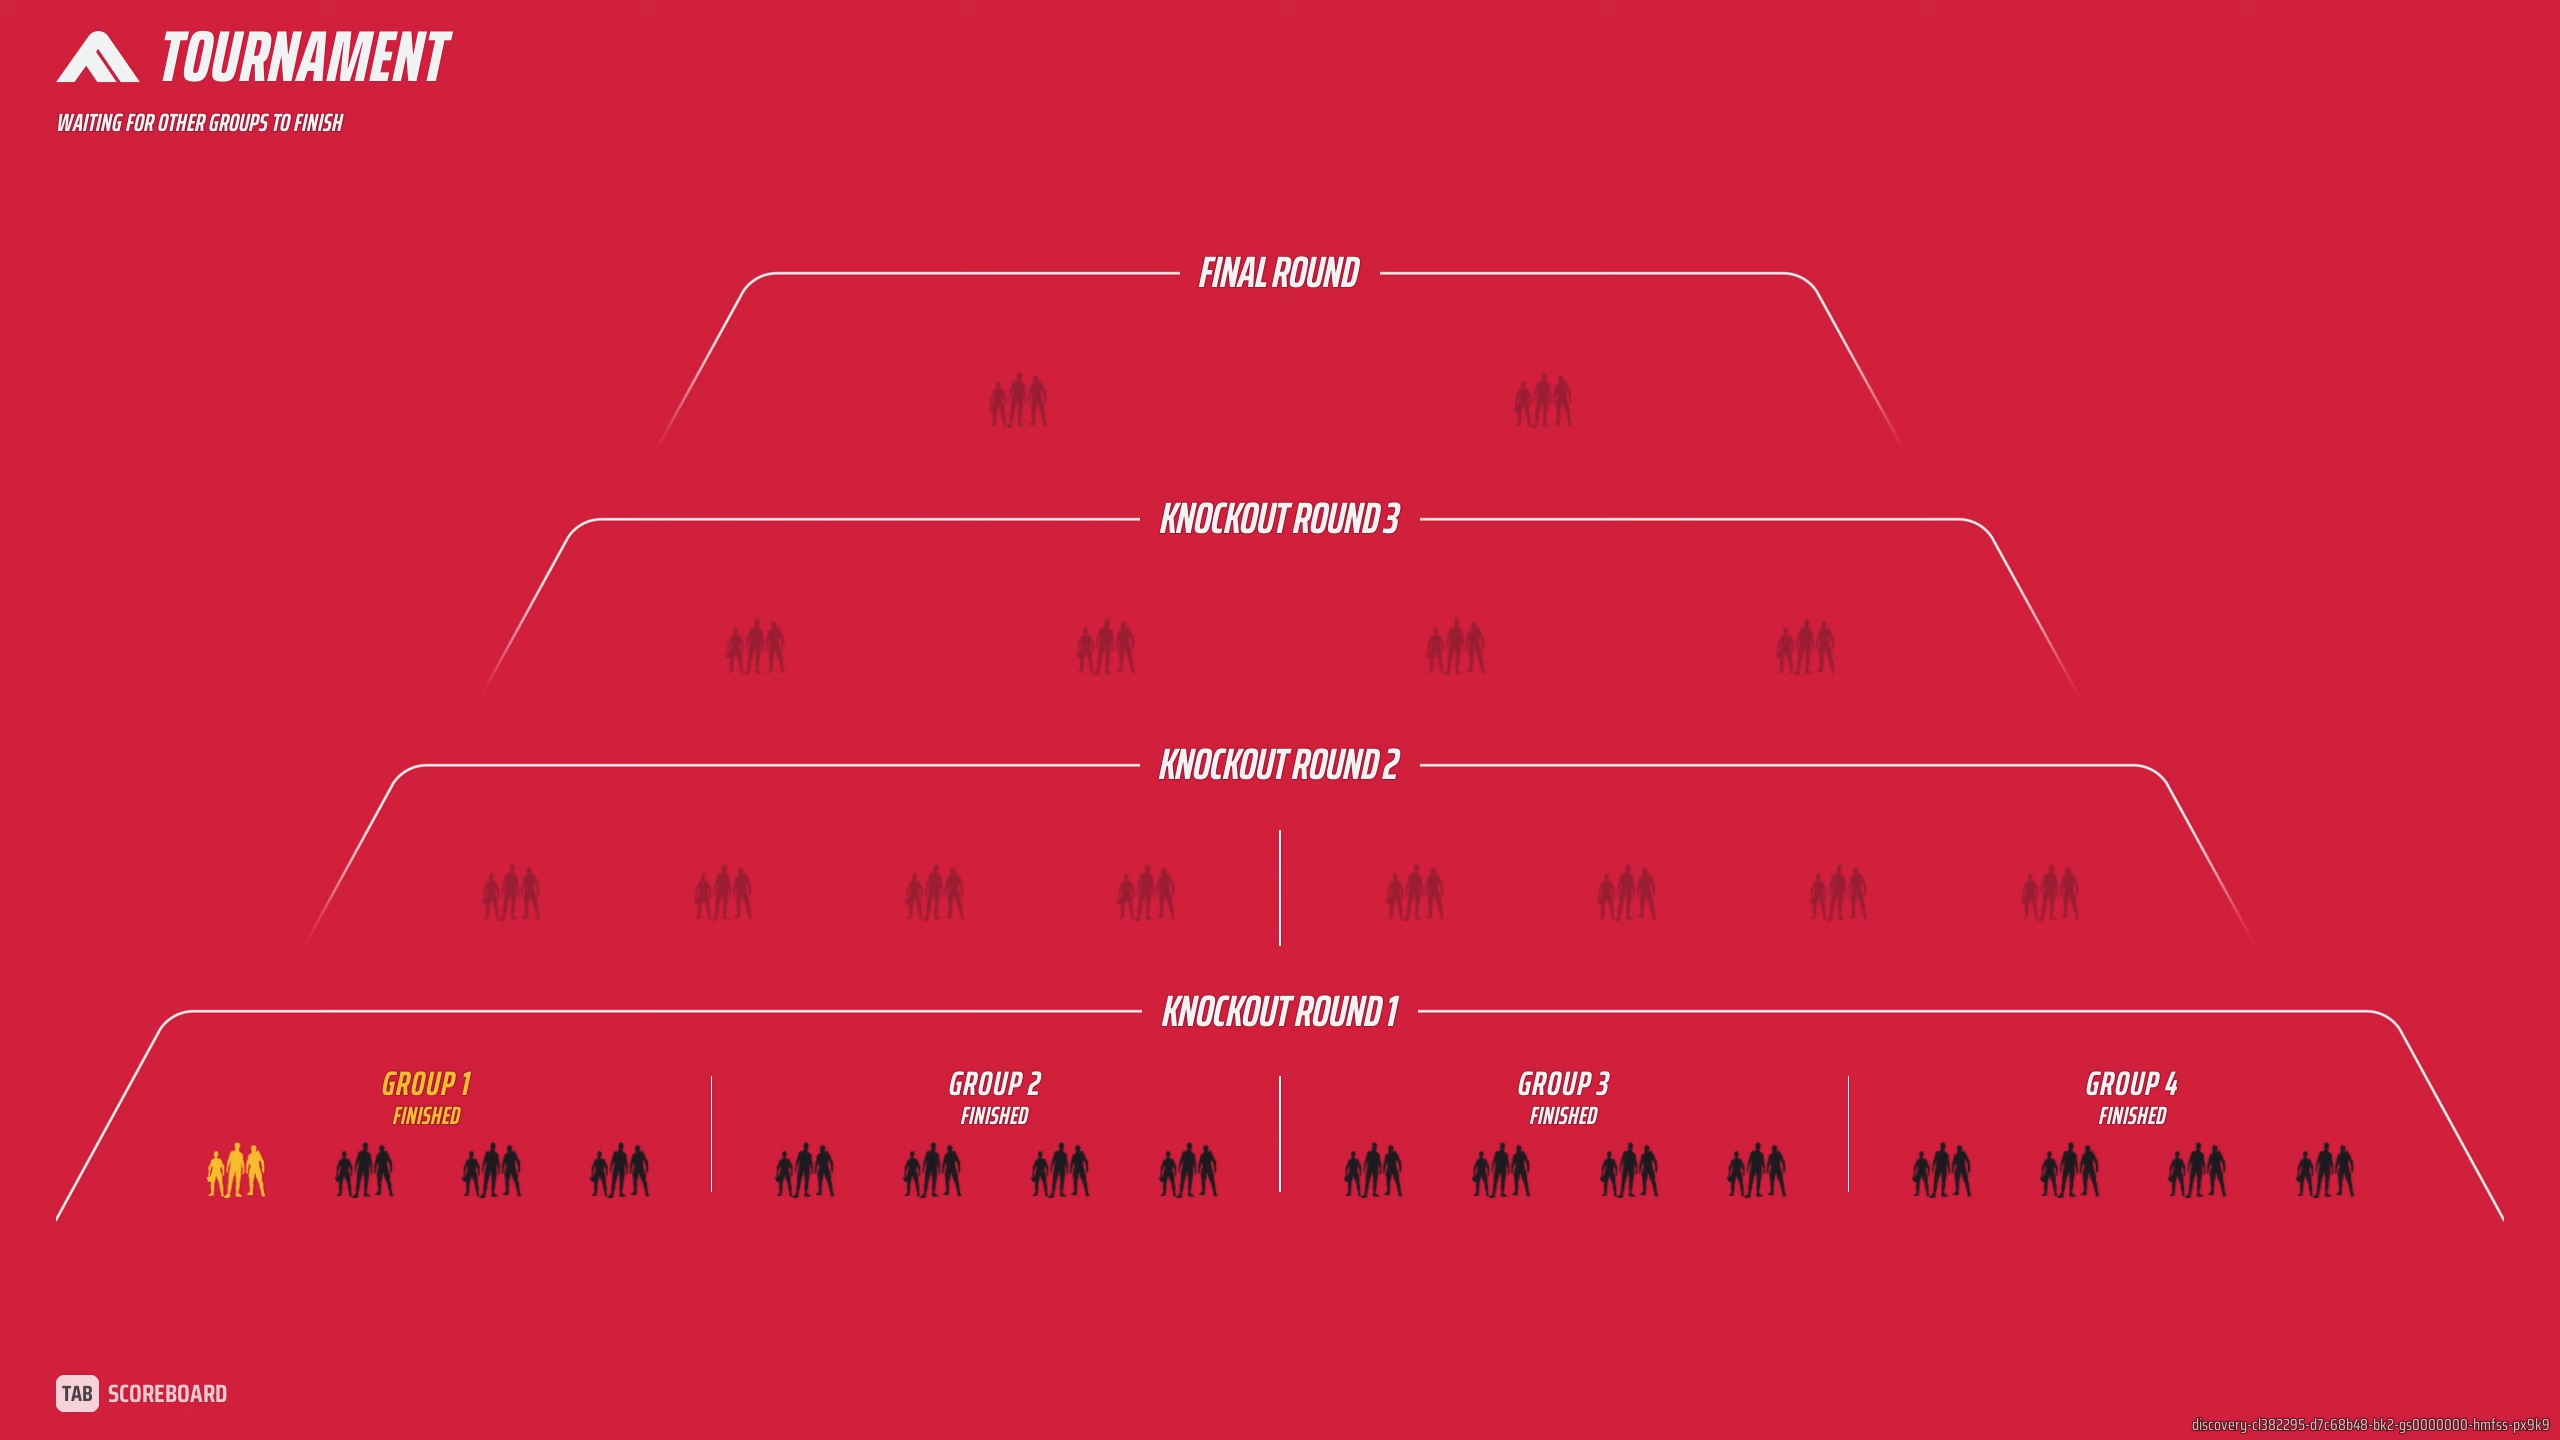 TOURNAMENT
WAITING FOR OTHER GROUPS TO FINISH
FINAL ROUND
KNOCKOUT ROUND 3
KNOCKOUT ROUND 2
KNOCKOUT ROUND 1
GROUP 1
FINISHED
GROUP 2
FINISHED
GROUP 3
FINISHED
GROUP 4
FINISHED
TAB SCOREBOARD
discovery-cl382295-d7c68b48-bk2-gs0000000-hmfss-px9k9